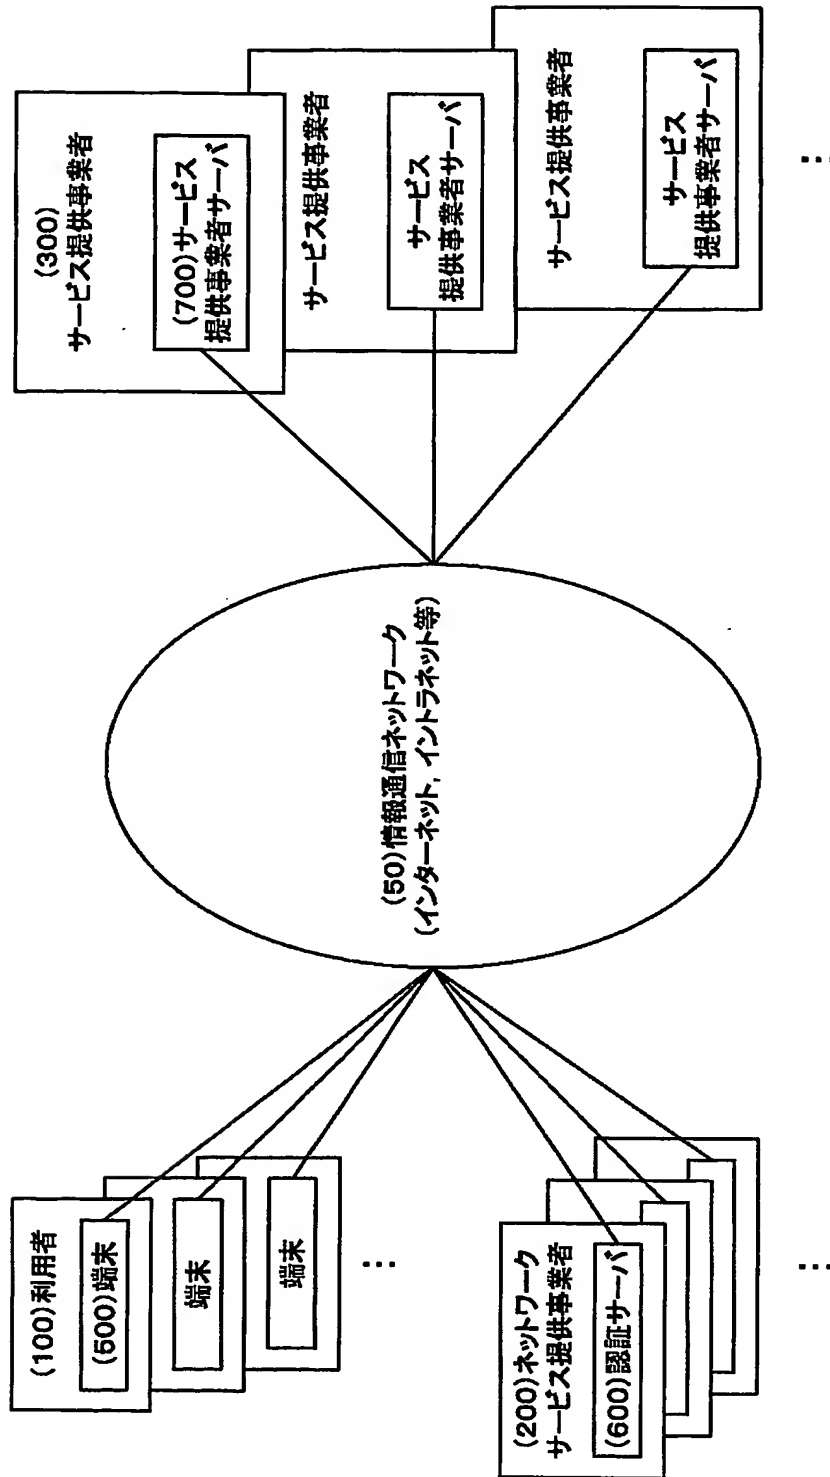 (100)利用者
(500)端末
端末
端末
⋮
(200)ネットワーク
サービス提供事業者
(600)認証サーバ
⋮
(50)情報通信ネットワーク
(インターネット, イントラネット等)
(300)
サービス提供事業者
(700)サービス
提供事業者サーバ
サービス提供事業者
サービス
提供事業者サーバ
サービス提供事業者
サービス
提供事業者サーバ
⋮